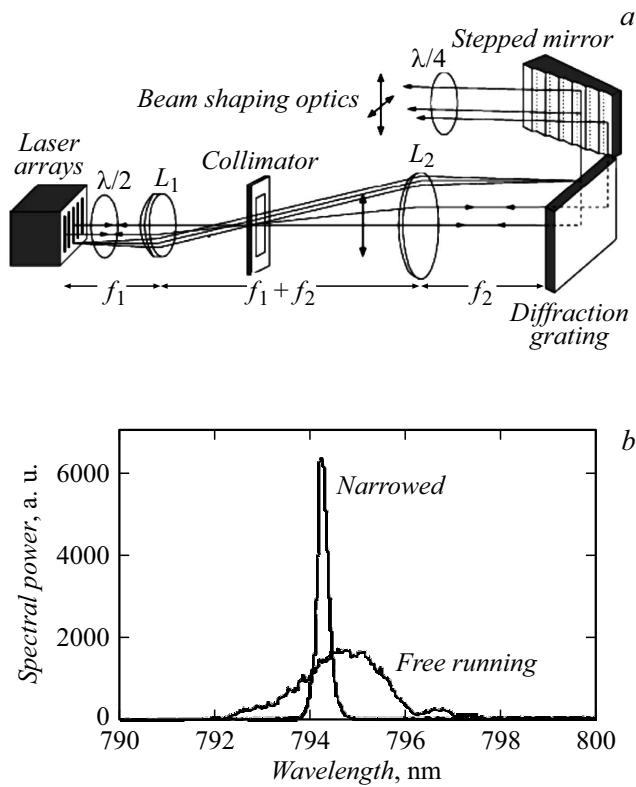 a
Stepped mirror
λ/4
Beam shaping optics
Laser
arrays
λ/2
L1
Collimator
L2
f1
f1 + f2
f2
Diffraction
grating
b
6000
Narrowed
4000
Spectral power, a. u.
2000
Free running
0
790
792
794
796
798
800
Wavelength, nm